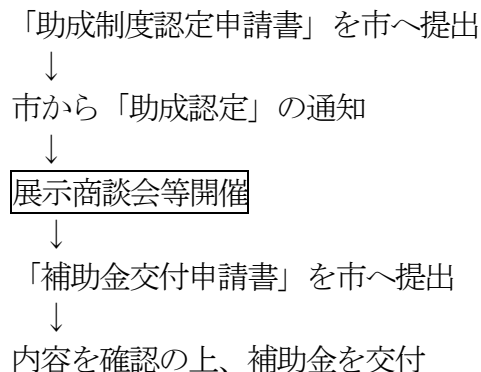 「助成制度認定申請書」を市へ提出
↓
市から「助成認定」の通知
↓
展示商談会等開催
↓
「補助金交付申請書」を市へ提出
↓
内容を確認の上、補助金を交付